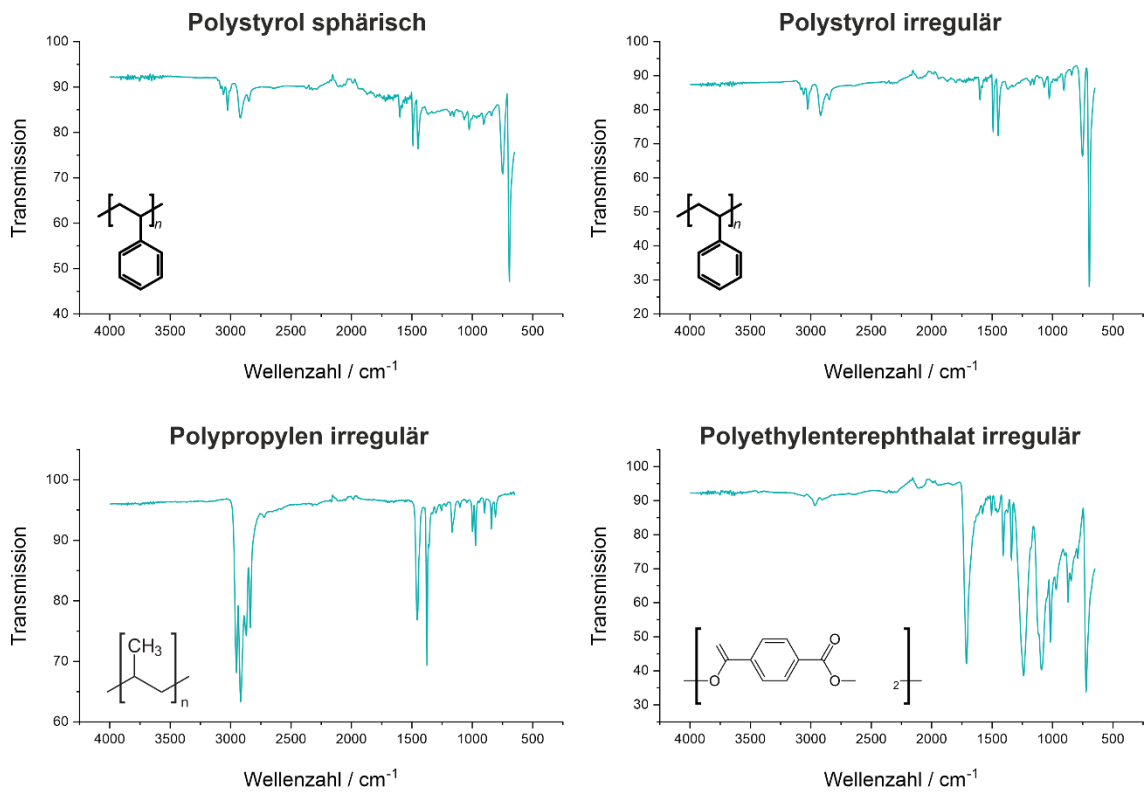 Polystyrol sphärisch
Transmission
100
90
80
70
60
50
40
n
4000 3500 3000 2500 2000 1500 1000 500
Wellenzahl / cm⁻¹
Polystyrol irregulär
Transmission
100
90
80
70
60
50
40
30
20
n
4000 3500 3000 2500 2000 1500 1000 500
Wellenzahl / cm⁻¹
Polypropylen irregulär
Transmission
100
90
80
70
60
CH₃
n
4000 3500 3000 2500 2000 1500 1000 500
Wellenzahl / cm⁻¹
Polyethylenterephthalat irregulär
Transmission
100
90
80
70
60
50
40
30
O
O
O
2
4000 3500 3000 2500 2000 1500 1000 500
Wellenzahl / cm⁻¹